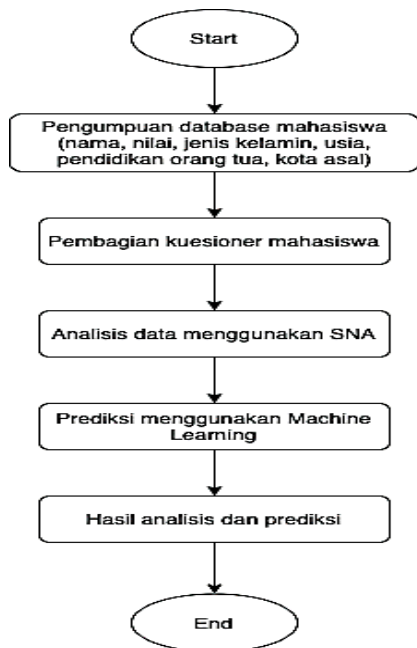 Start
Pengumpuan database mahasiswa
(nama, nilai, jenis kelamin, usia,
pendidikan orang tua, kota asal)
Pembagian kuesioner mahasiswa
Analisis data menggunakan SNA
Prediksi menggunakan Machine
Learning
Hasil analisis dan prediksi
End